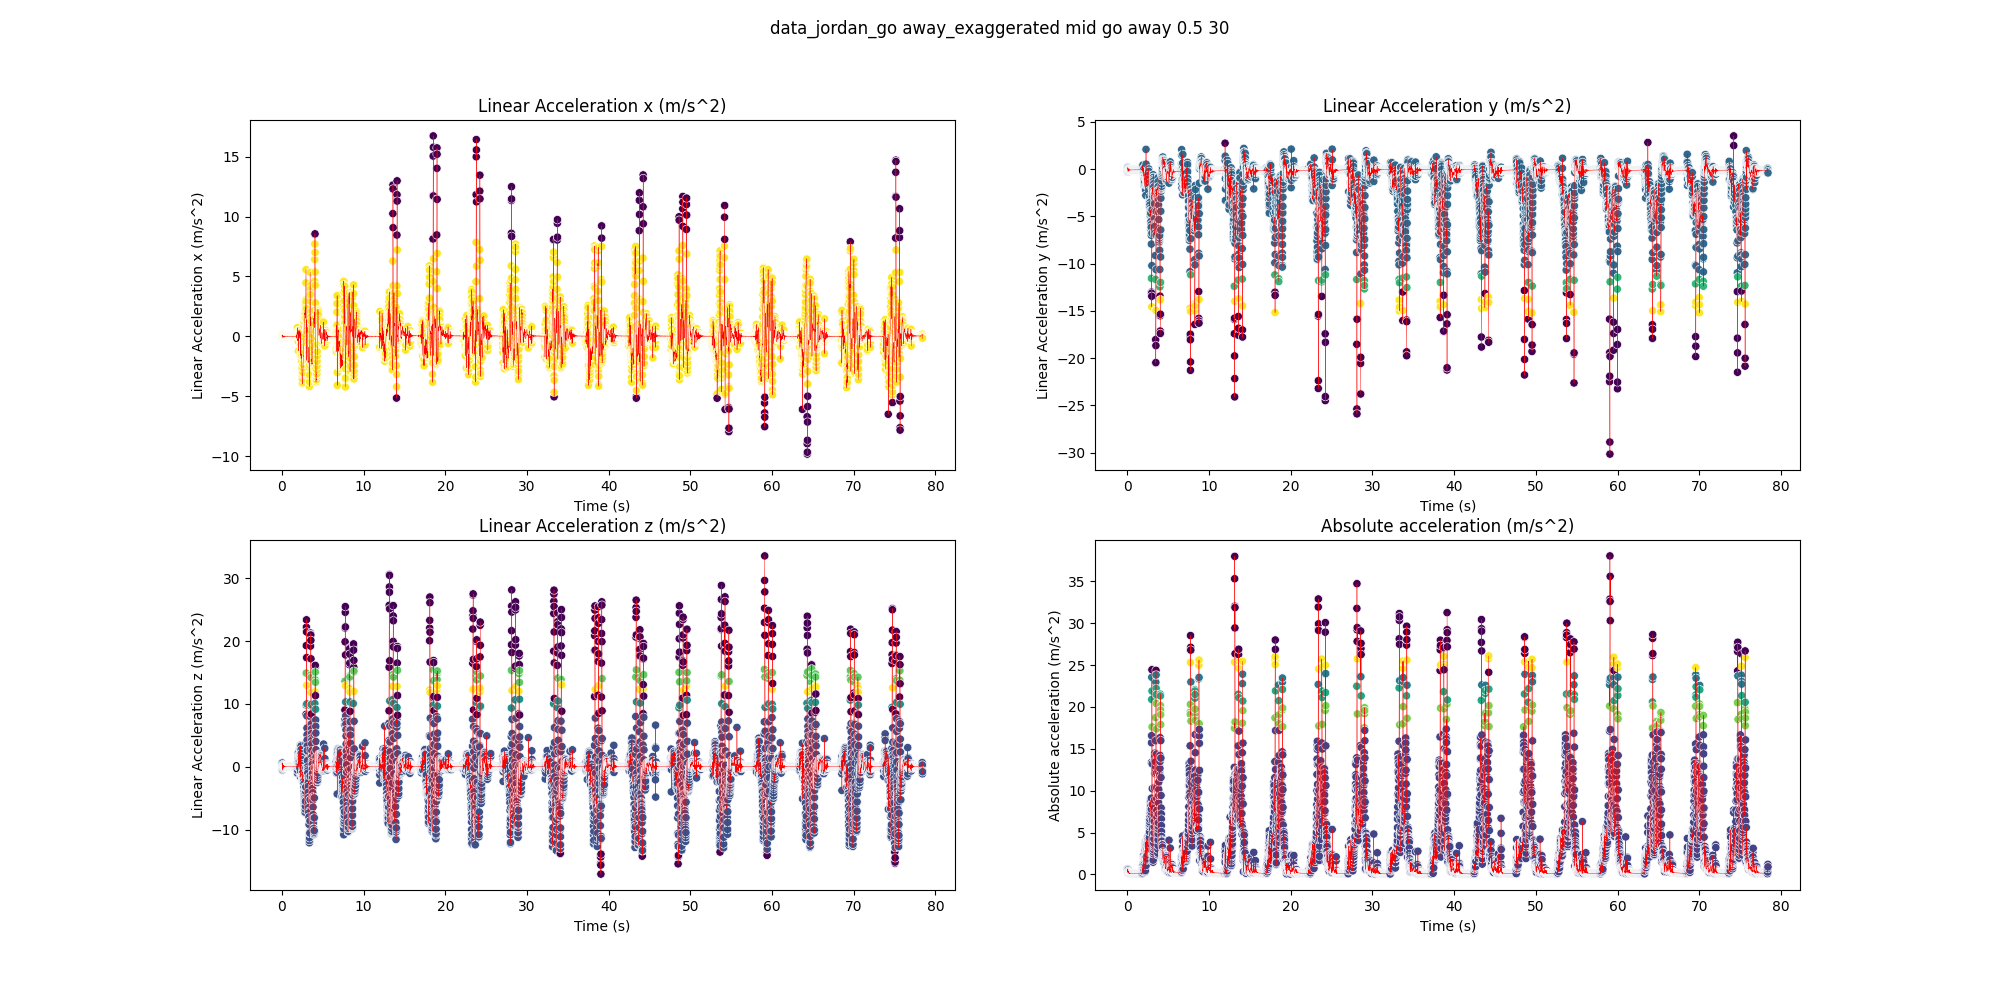 data_jordan_go away_exaggerated mid go away 0.5 30
Linear Acceleration x (m/s^2)
Linear Acceleration x (m/s^2)
15
10
5
0
−5
−10
0 10 20 30 40 50 60 70 80
Time (s)
Linear Acceleration y (m/s^2)
Linear Acceleration y (m/s^2)
5
0
−5
−10
−15
−20
−25
−30
0 10 20 30 40 50 60 70 80
Time (s)
Linear Acceleration z (m/s^2)
Linear Acceleration z (m/s^2)
30
20
10
0
−10
0 10 20 30 40 50 60 70 80
Time (s)
Absolute acceleration (m/s^2)
Absolute acceleration (m/s^2)
35
30
25
20
15
10
5
0
0 10 20 30 40 50 60 70 80
Time (s)